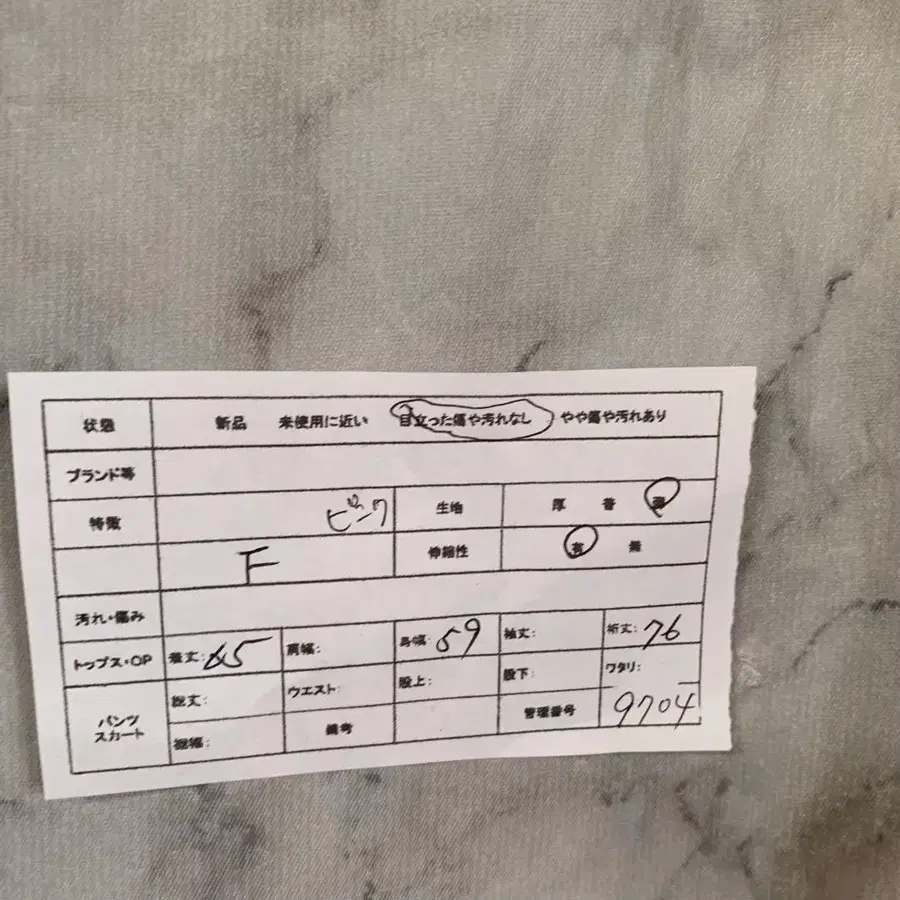 状態 新品 未使用に近い 目立った傷や汚れなし やや傷や汚れあり
ブランド等
特徴 ピンク 生地 厚 普 薄
F 伸縮性 有 無
汚れ・傷み
トップス・OP 着丈: 65 肩幅: 身幅: 59 袖丈: 裄丈: 76
パンツ スカート 総丈: ウエスト: 股上: 股下: ワタリ:
裾幅: 備考 管理番号 9704